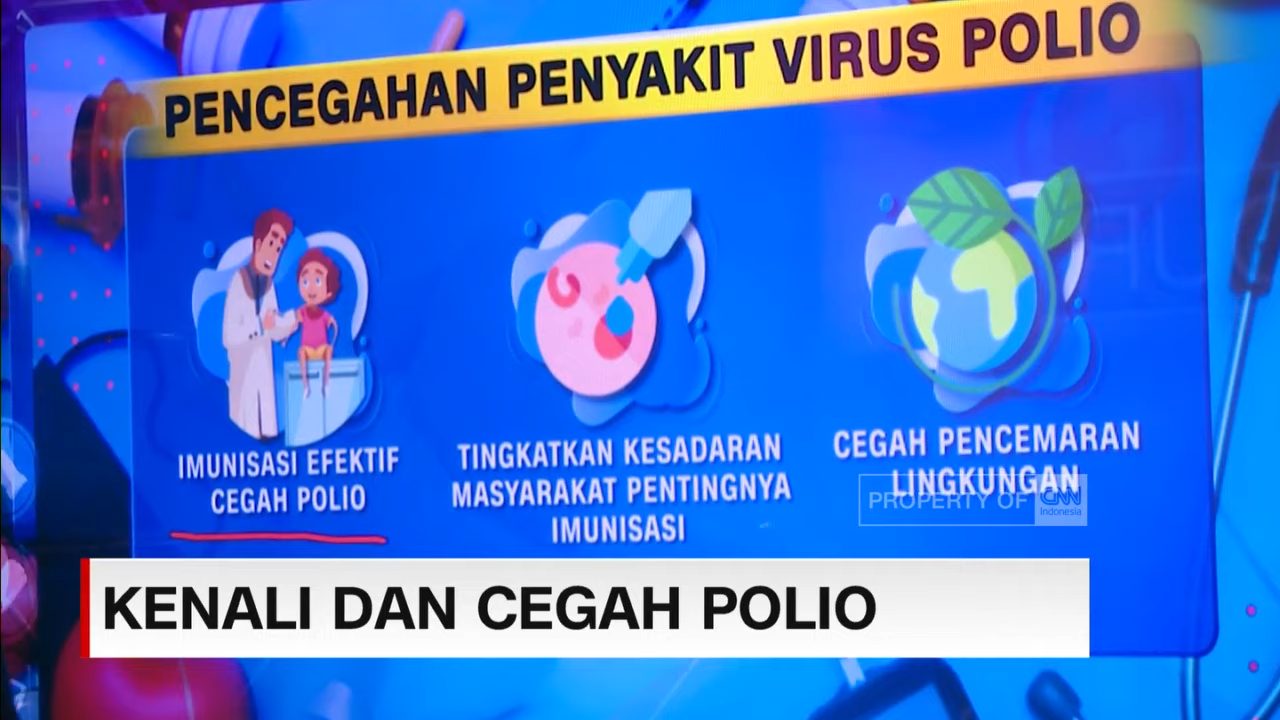 PENCEGAHAN PENYAKIT VIRUS POLIO
IMUNISASI EFEKTIF
CEGAH POLIO
TINGKATKAN KESADARAN
MASYARAKAT PENTINGNYA
IMUNISASI
CEGAH PENCEMARAN
LINGKUNGAN
PROPERTY OF CNN
Indonesia
KENALI DAN CEGAH POLIO